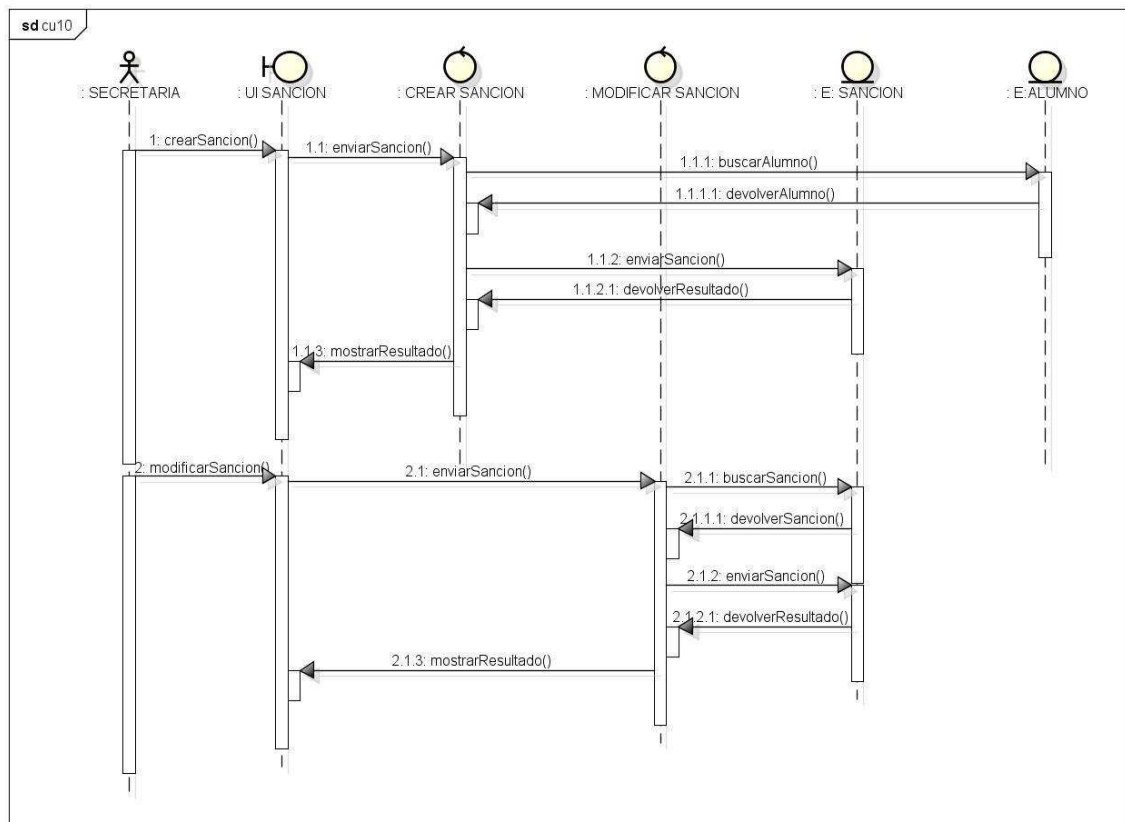 sd cu10
: SECRETARIA
: UI SANCION
: CREAR SANCION
: MODIFICAR SANCION
: E: SANCION
: E:ALUMNO
1: crearSancion()
1.1: enviarSancion()
1.1.1: buscarAlumno()
1.1.1.1: devolverAlumno()
1.1.2: enviarSancion()
1.1.2.1: devolverResultado()
1.1.3: mostrarResultado()
2: modificarSancion()
2.1: enviarSancion()
2.1.1: buscarSancion()
2.1.1.1: devolverSancion()
2.1.2: enviarSancion()
2.1.2.1: devolverResultado()
2.1.3: mostrarResultado()